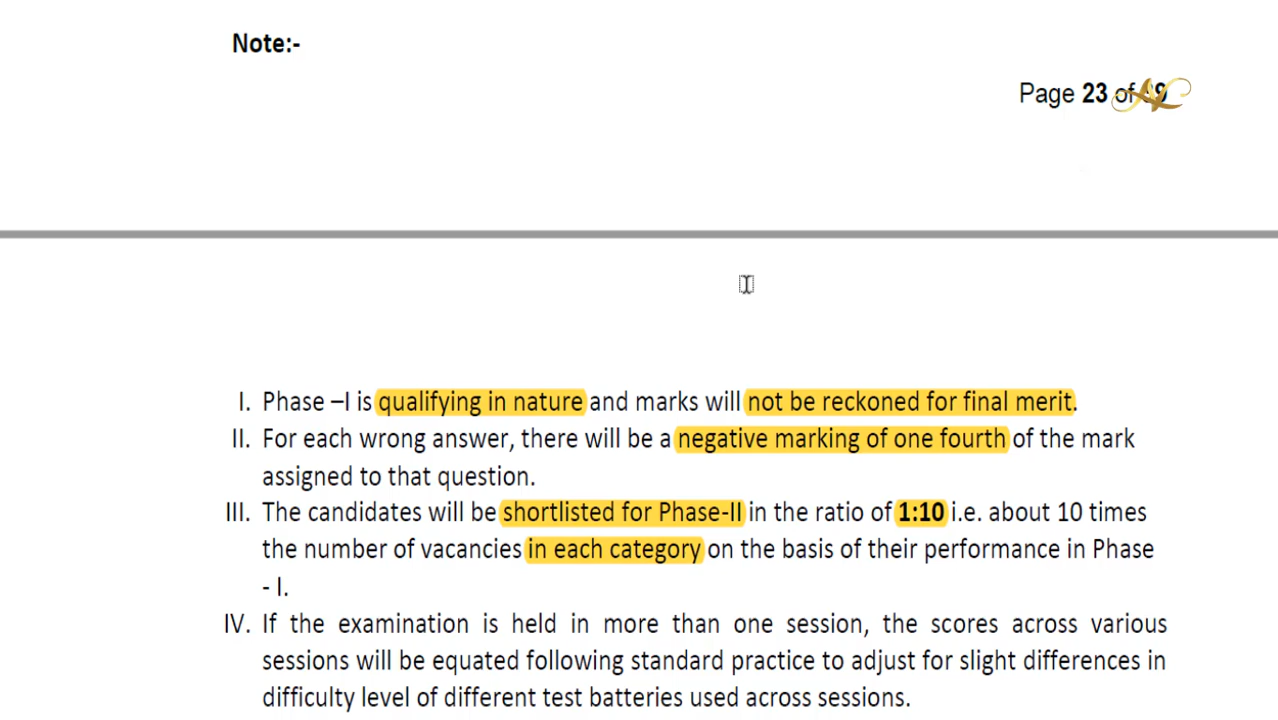 Note:-
Page 23 of
I. Phase –I is qualifying in nature and marks will not be reckoned for final merit.
II. For each wrong answer, there will be a negative marking of one fourth of the mark
assigned to that question.
III. The candidates will be shortlisted for Phase-II in the ratio of 1:10 i.e. about 10 times
the number of vacancies in each category on the basis of their performance in Phase
- I.
IV. If the examination is held in more than one session, the scores across various
sessions will be equated following standard practice to adjust for slight differences in
difficulty level of different test batteries used across sessions.